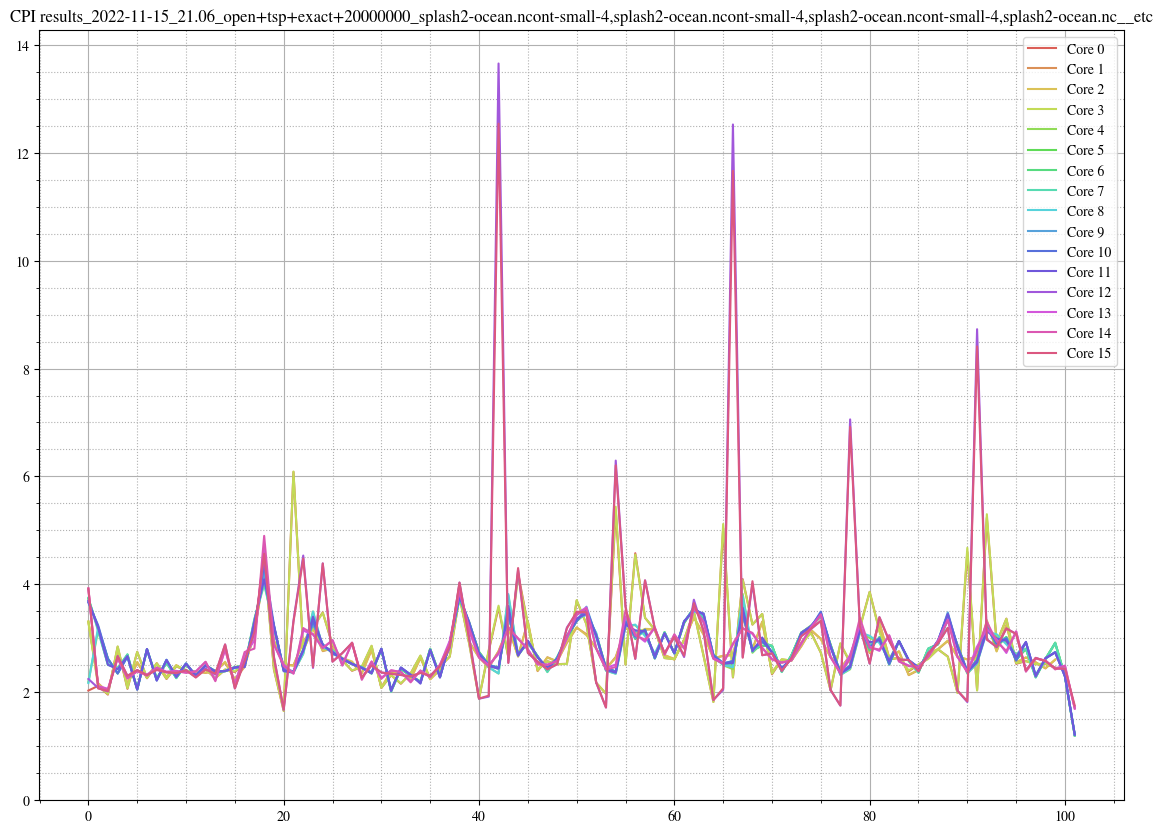 CPI results_2022-11-15_21.06_open+tsp+exact+20000000_splash2-ocean.ncont-small-4,splash2-ocean.ncont-small-4,splash2-ocean.ncont-small-4,splash2-ocean.nc__etc
14
12
10
8
6
4
2
0
0
20
40
60
80
100
Core 0
Core 1
Core 2
Core 3
Core 4
Core 5
Core 6
Core 7
Core 8
Core 9
Core 10
Core 11
Core 12
Core 13
Core 14
Core 15